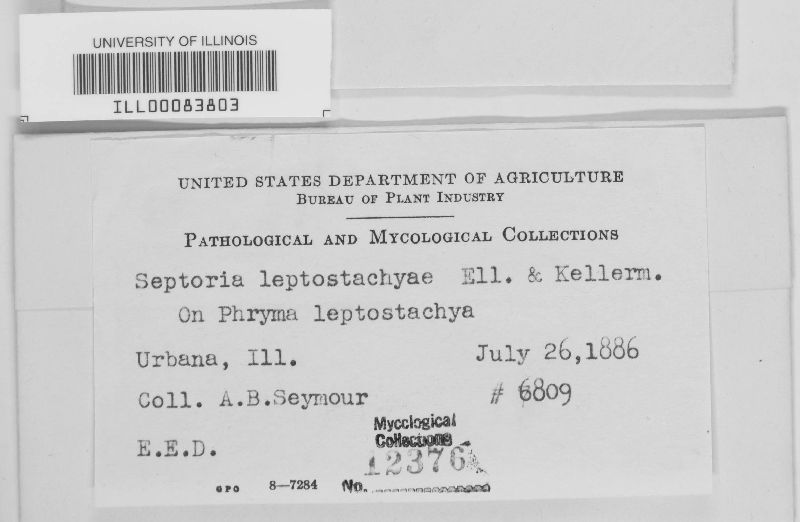 UNIVERSITY OF ILLINOIS
ILL00083803
UNITED STATES DEPARTMENT OF AGRICULTURE
BUREAU OF PLANT INDUSTRY
PATHOLOGICAL AND MYCOLOGICAL COLLECTIONS
Septoria leptostachyae Ell. & Kellerm.
On Phryma leptostachya
Urbana, Ill. July 26,1886
Coll. A.B.Seymour # 6809
Mycological
Collections
E.E.D. 12376
GPO 8—7284 No.